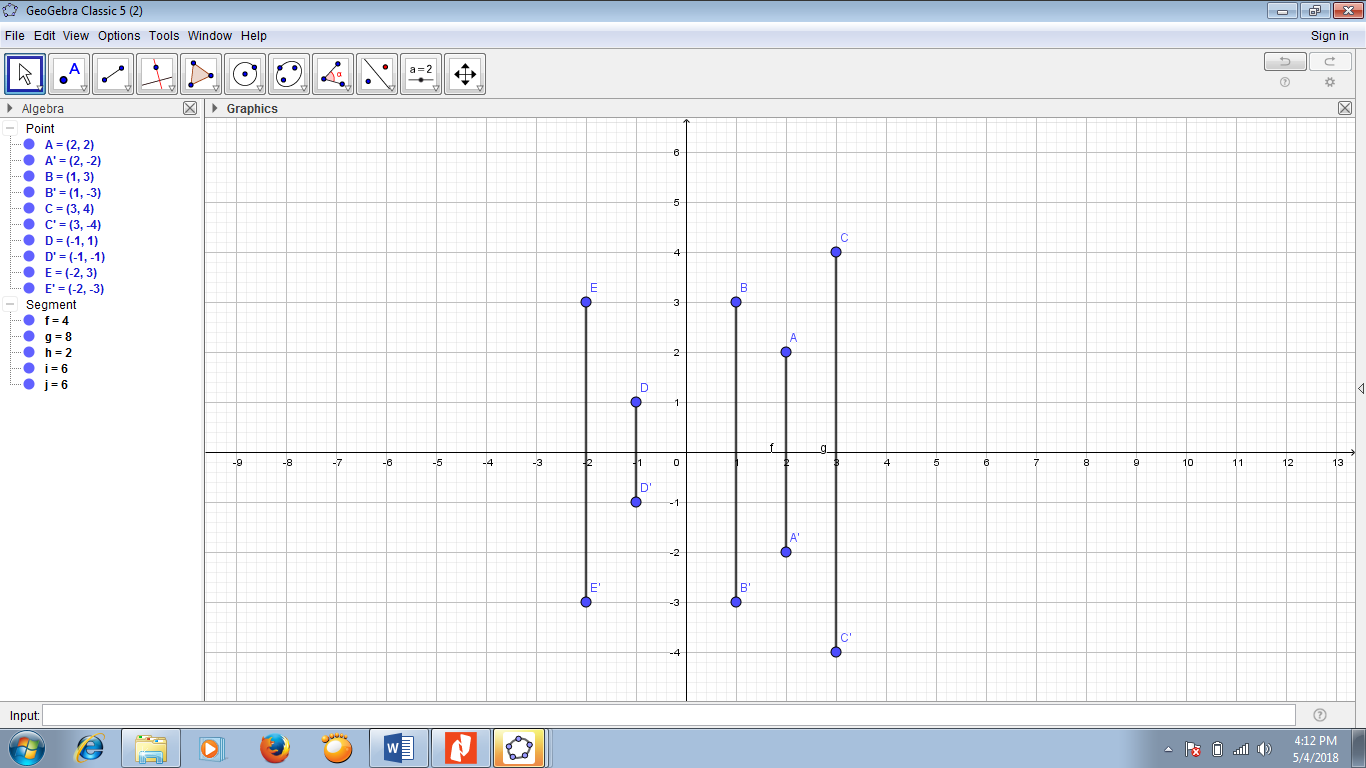 GeoGebra Classic 5 (2)
File Edit View Options Tools Window Help
Sign in
A
α
a=2
Algebra
Graphics
Point
A = (2, 2)
A' = (2, -2)
B = (1, 3)
B' = (1, -3)
C = (3, 4)
C' = (3, -4)
D = (-1, 1)
D' = (-1, -1)
E = (-2, 3)
E' = (-2, -3)
Segment
f = 4
g = 8
h = 2
i = 6
j = 6
6
5
C
4
E B
3
A
2
D
1
f g
-9 -8 -7 -6 -5 -4 -3 -2 -1 0 1 2 3 4 5 6 7 8 9 10 11 12 13
D'
-1
A'
-2
E' B'
-3
C'
-4
Input:
W
4:12 PM
5/4/2018